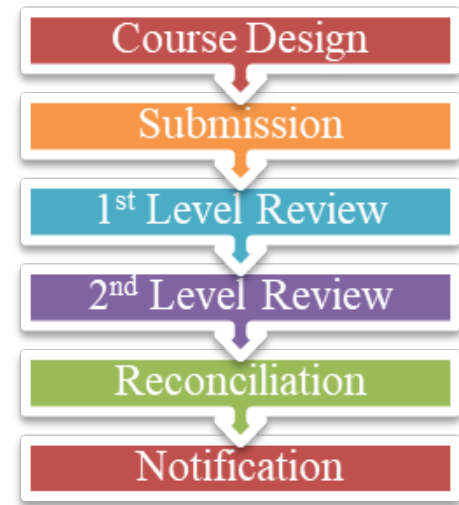 Course Design
Submission
1st Level Review
2nd Level Review
Reconciliation
Notification